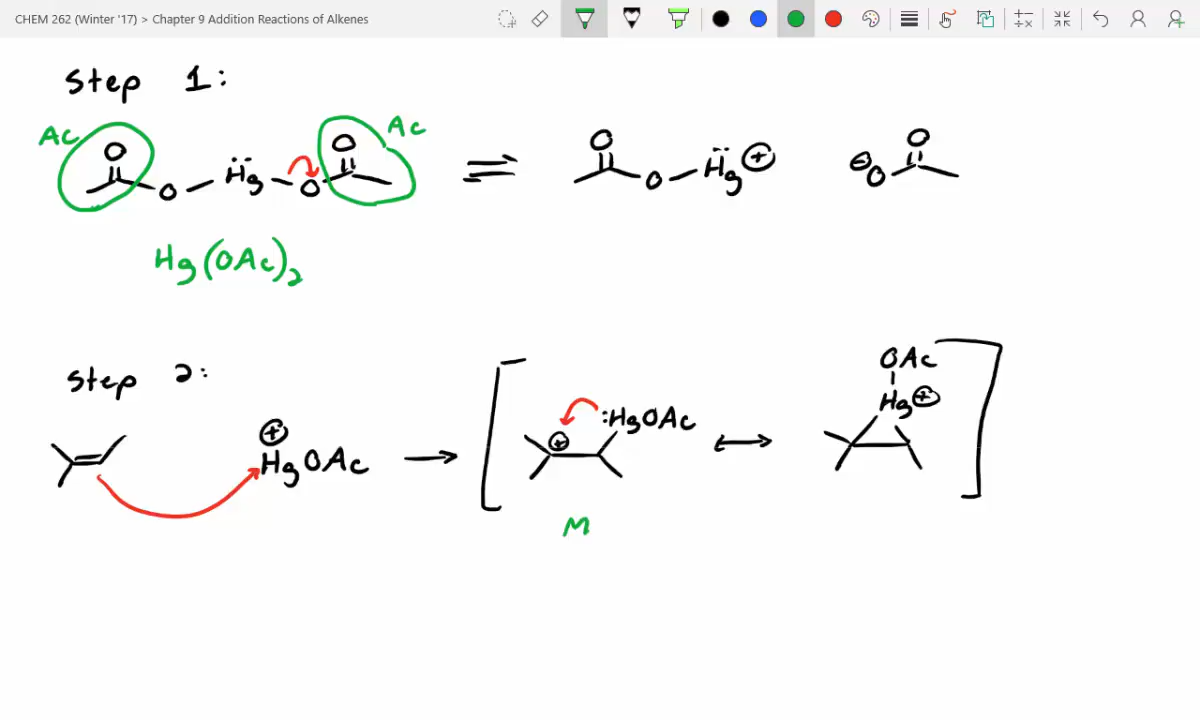 CHEM 262 (Winter '17) > Chapter 9 Addition Reactions of Alkenes
Step 1:
Ac Ac
O O O O
O Hg O O Hg ⊕ ⊖ O
Hg(OAc)₂
Step 2:
OAc
⊕ ⊕ :HgOAc Hg⊕
HgOAc
M